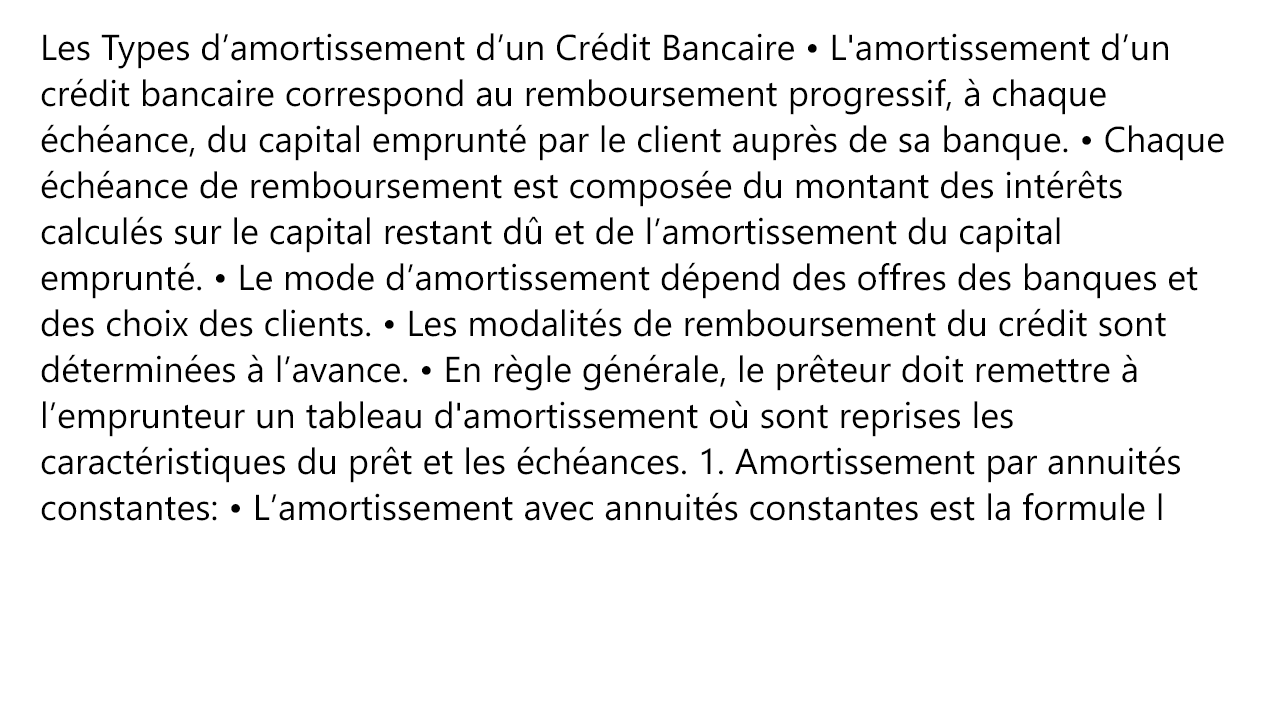 Les Types d’amortissement d’un Crédit Bancaire • L'amortissement d’un
crédit bancaire correspond au remboursement progressif, à chaque
échéance, du capital emprunté par le client auprès de sa banque. • Chaque
échéance de remboursement est composée du montant des intérêts
calculés sur le capital restant dû et de l’amortissement du capital
emprunté. • Le mode d’amortissement dépend des offres des banques et
des choix des clients. • Les modalités de remboursement du crédit sont
déterminées à l’avance. • En règle générale, le prêteur doit remettre à
l’emprunteur un tableau d'amortissement où sont reprises les
caractéristiques du prêt et les échéances. 1. Amortissement par annuités
constantes: • L’amortissement avec annuités constantes est la formule l